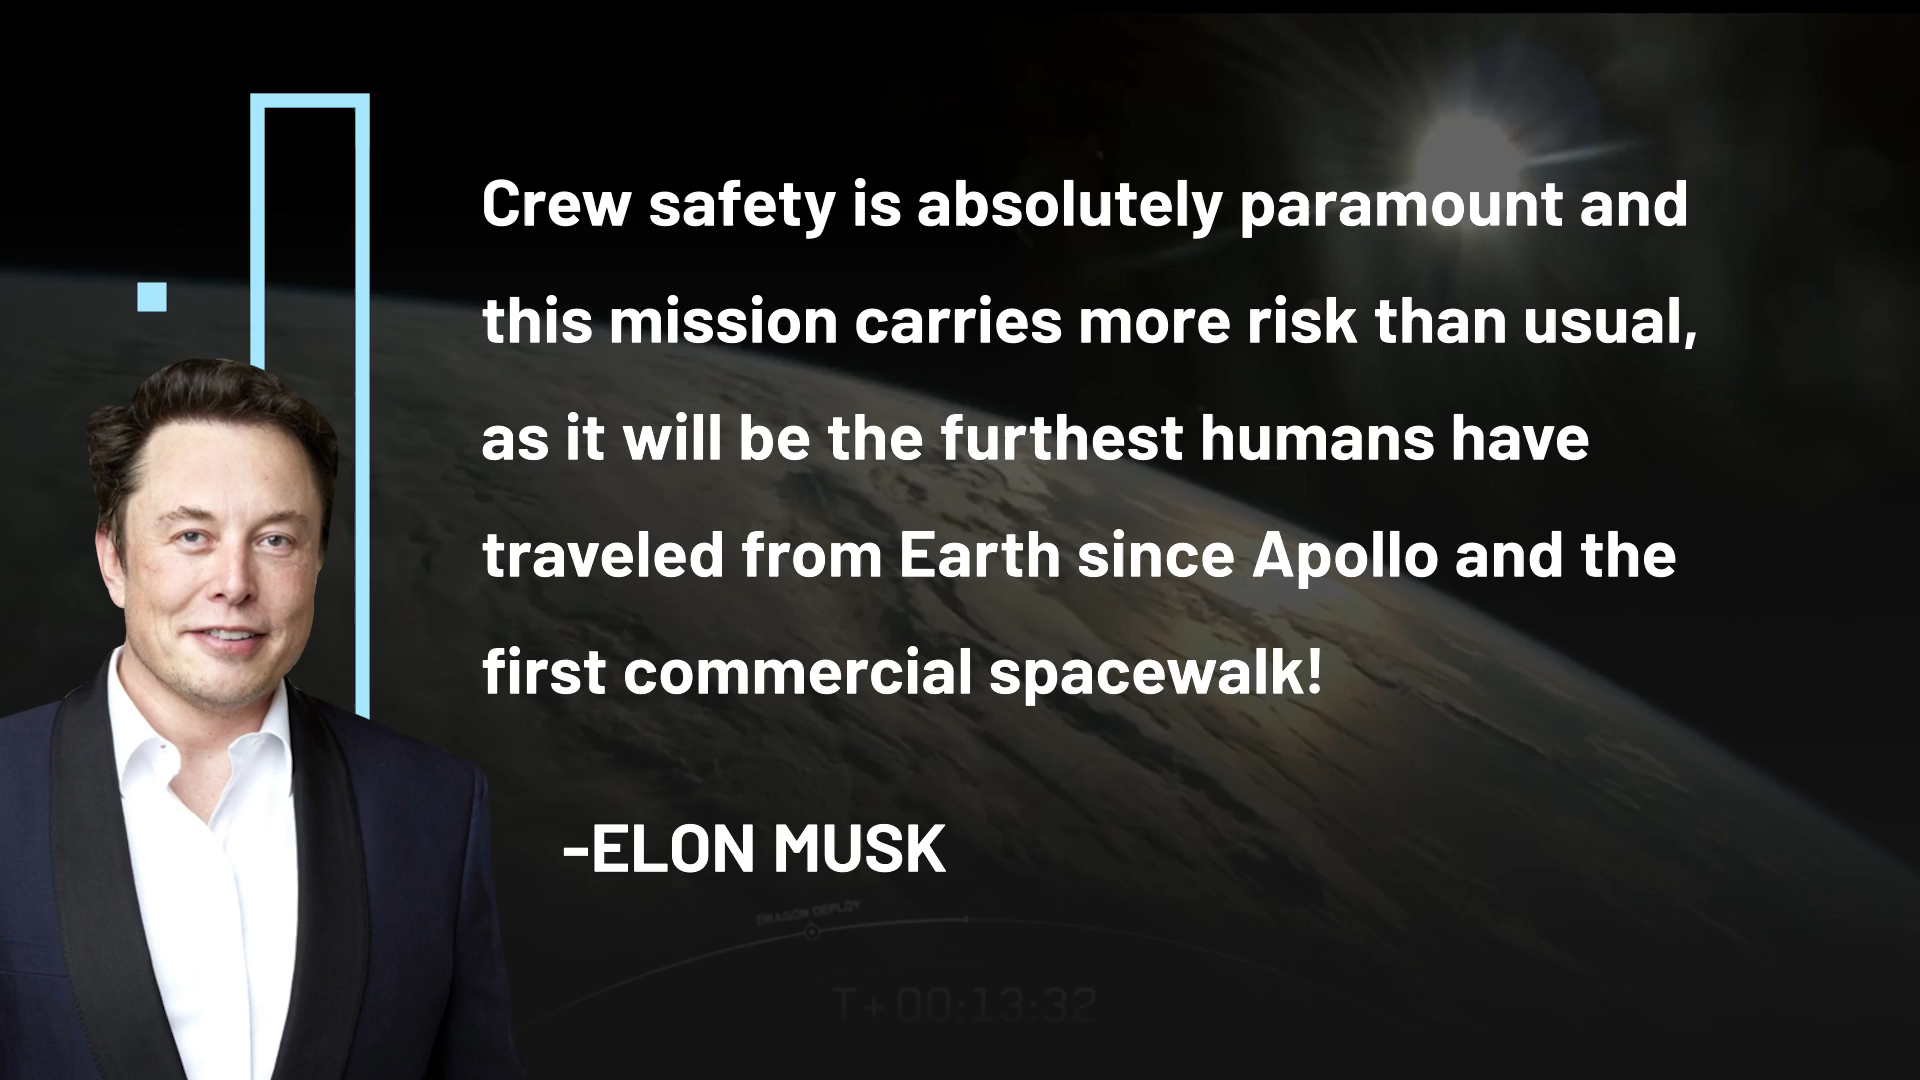 Crew safety is absolutely paramount and
this mission carries more risk than usual,
as it will be the furthest humans have
traveled from Earth since Apollo and the
first commercial spacewalk!
-ELON MUSK
DRAGON DEPLOY
T+00:13:32